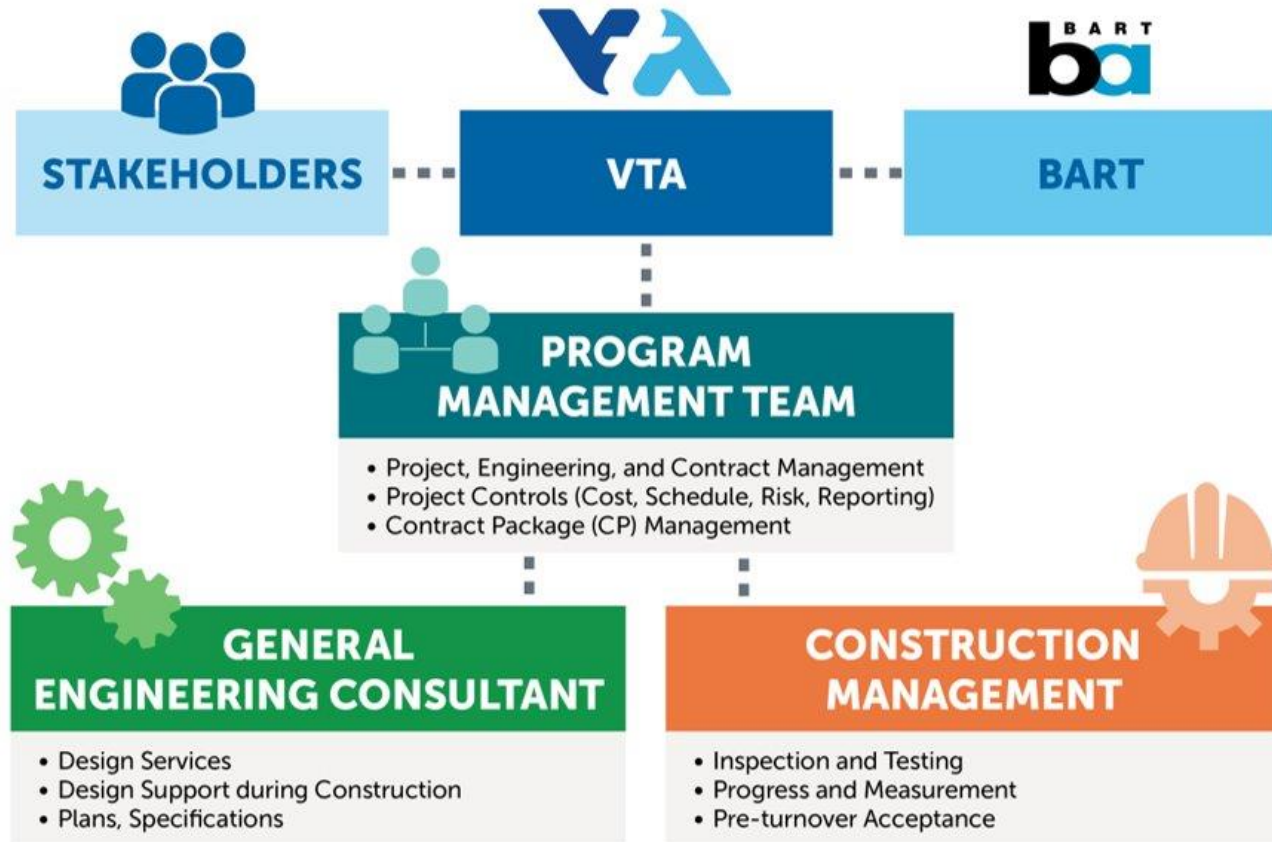 VTA
BART
ba
STAKEHOLDERS
VTA
BART
PROGRAM
MANAGEMENT TEAM
• Project, Engineering, and Contract Management
• Project Controls (Cost, Schedule, Risk, Reporting)
• Contract Package (CP) Management
GENERAL
ENGINEERING CONSULTANT
• Design Services
• Design Support during Construction
• Plans, Specifications
CONSTRUCTION
MANAGEMENT
• Inspection and Testing
• Progress and Measurement
• Pre-turnover Acceptance